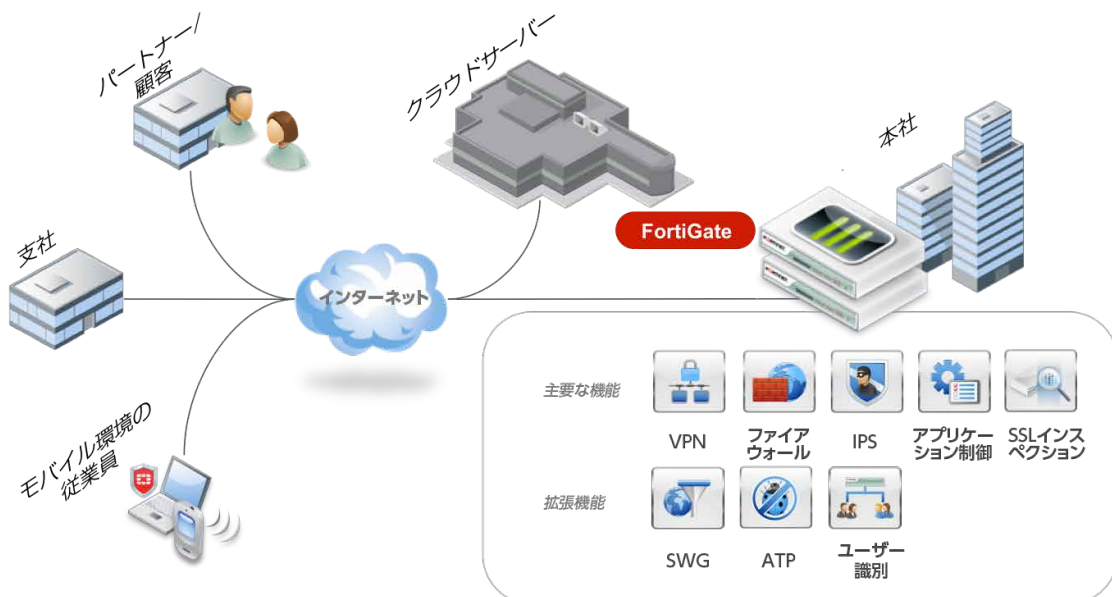 パートナー/
顧客
クラウドサーバー
本社
FortiGate
支社
インターネット
モバイル環境の
従業員
主要な機能
VPN
ファイア
ウォール
IPS
アプリケー
ション制御
SSLインス
ペクション
拡張機能
SWG
ATP
ユーザー
識別